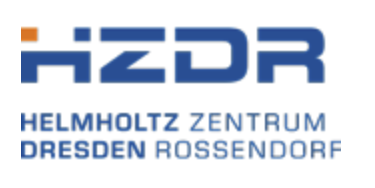 HZDR
HELMHOLTZ ZENTRUM
DRESDEN ROSSENDORF